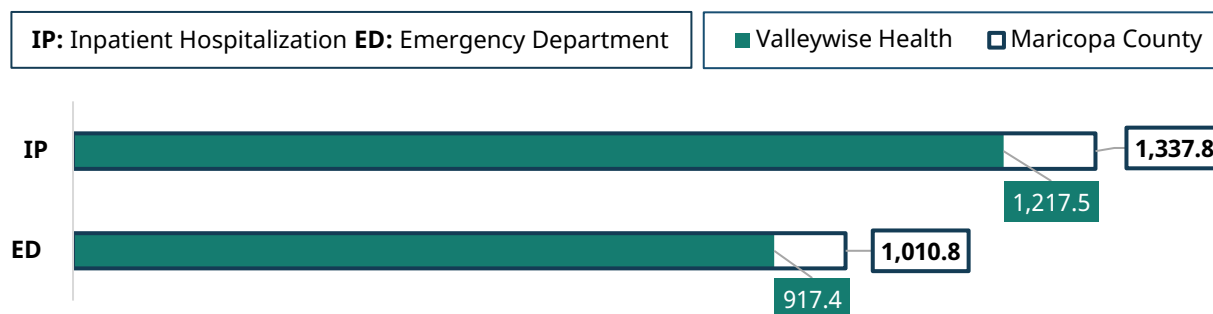 IP: Inpatient Hospitalization ED: Emergency Department
Valleywise Health Maricopa County
IP
1,337.8
1,217.5
ED
1,010.8
917.4